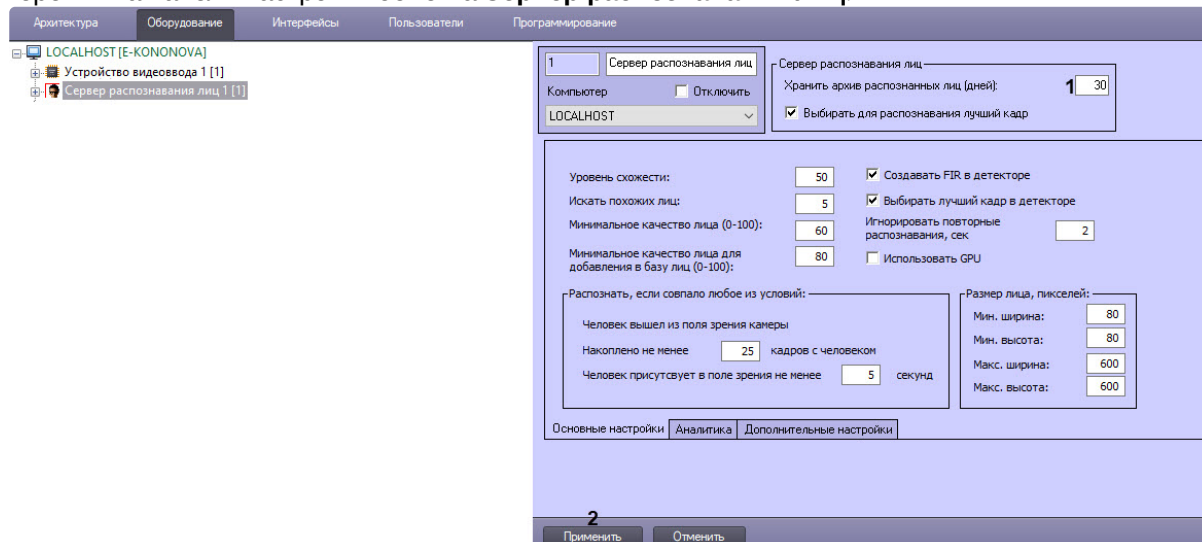 Архитектура Оборудование Интерфейсы Пользователи Программирование
LOCALHOST [E-KONONOVA]
Устройство видеоввода 1 [1]
Сервер распознавания лиц 1 [1]
1 Сервер распознавания лиц
Компьютер Отключить
LOCALHOST
Сервер распознавания лиц
Хранить архив распознанных лиц (дней): 1 30
Выбирать для распознавания лучший кадр
Уровень схожести: 50 Создавать FIR в детекторе
Искать похожих лиц: 5 Выбирать лучший кадр в детекторе
Минимальное качество лица (0-100): 60 Игнорировать повторные
распознавания, сек 2
Минимальное качество лица для
добавления в базу лиц (0-100): 80 Использовать GPU
Распознать, если совпало любое из условий:
Человек вышел из поля зрения камеры
Накоплено не менее 25 кадров с человеком
Человек присутсвует в поле зрения не менее 5 секунд
Размер лица, пикселей:
Мин. ширина: 80
Мин. высота: 80
Макс. ширина: 600
Макс. высота: 600
Основные настройки Аналитика Дополнительные настройки
2
Применить Отменить